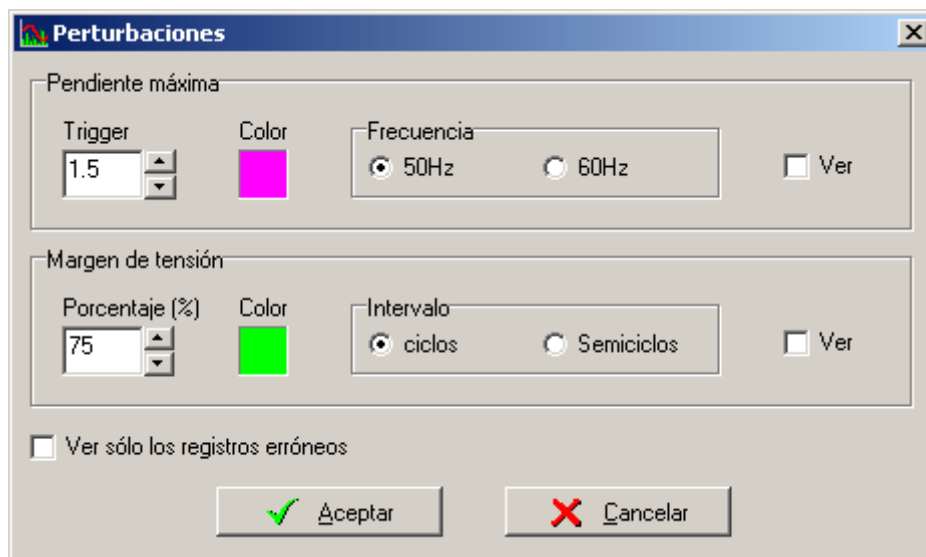 Perturbaciones
Pendiente máxima
Trigger Color Frecuencia
1.5 50Hz 60Hz Ver
Margen de tensión
Porcentaje (%) Color Intervalo
75 ciclos Semiciclos Ver
Ver sólo los registros erróneos
Aceptar Cancelar